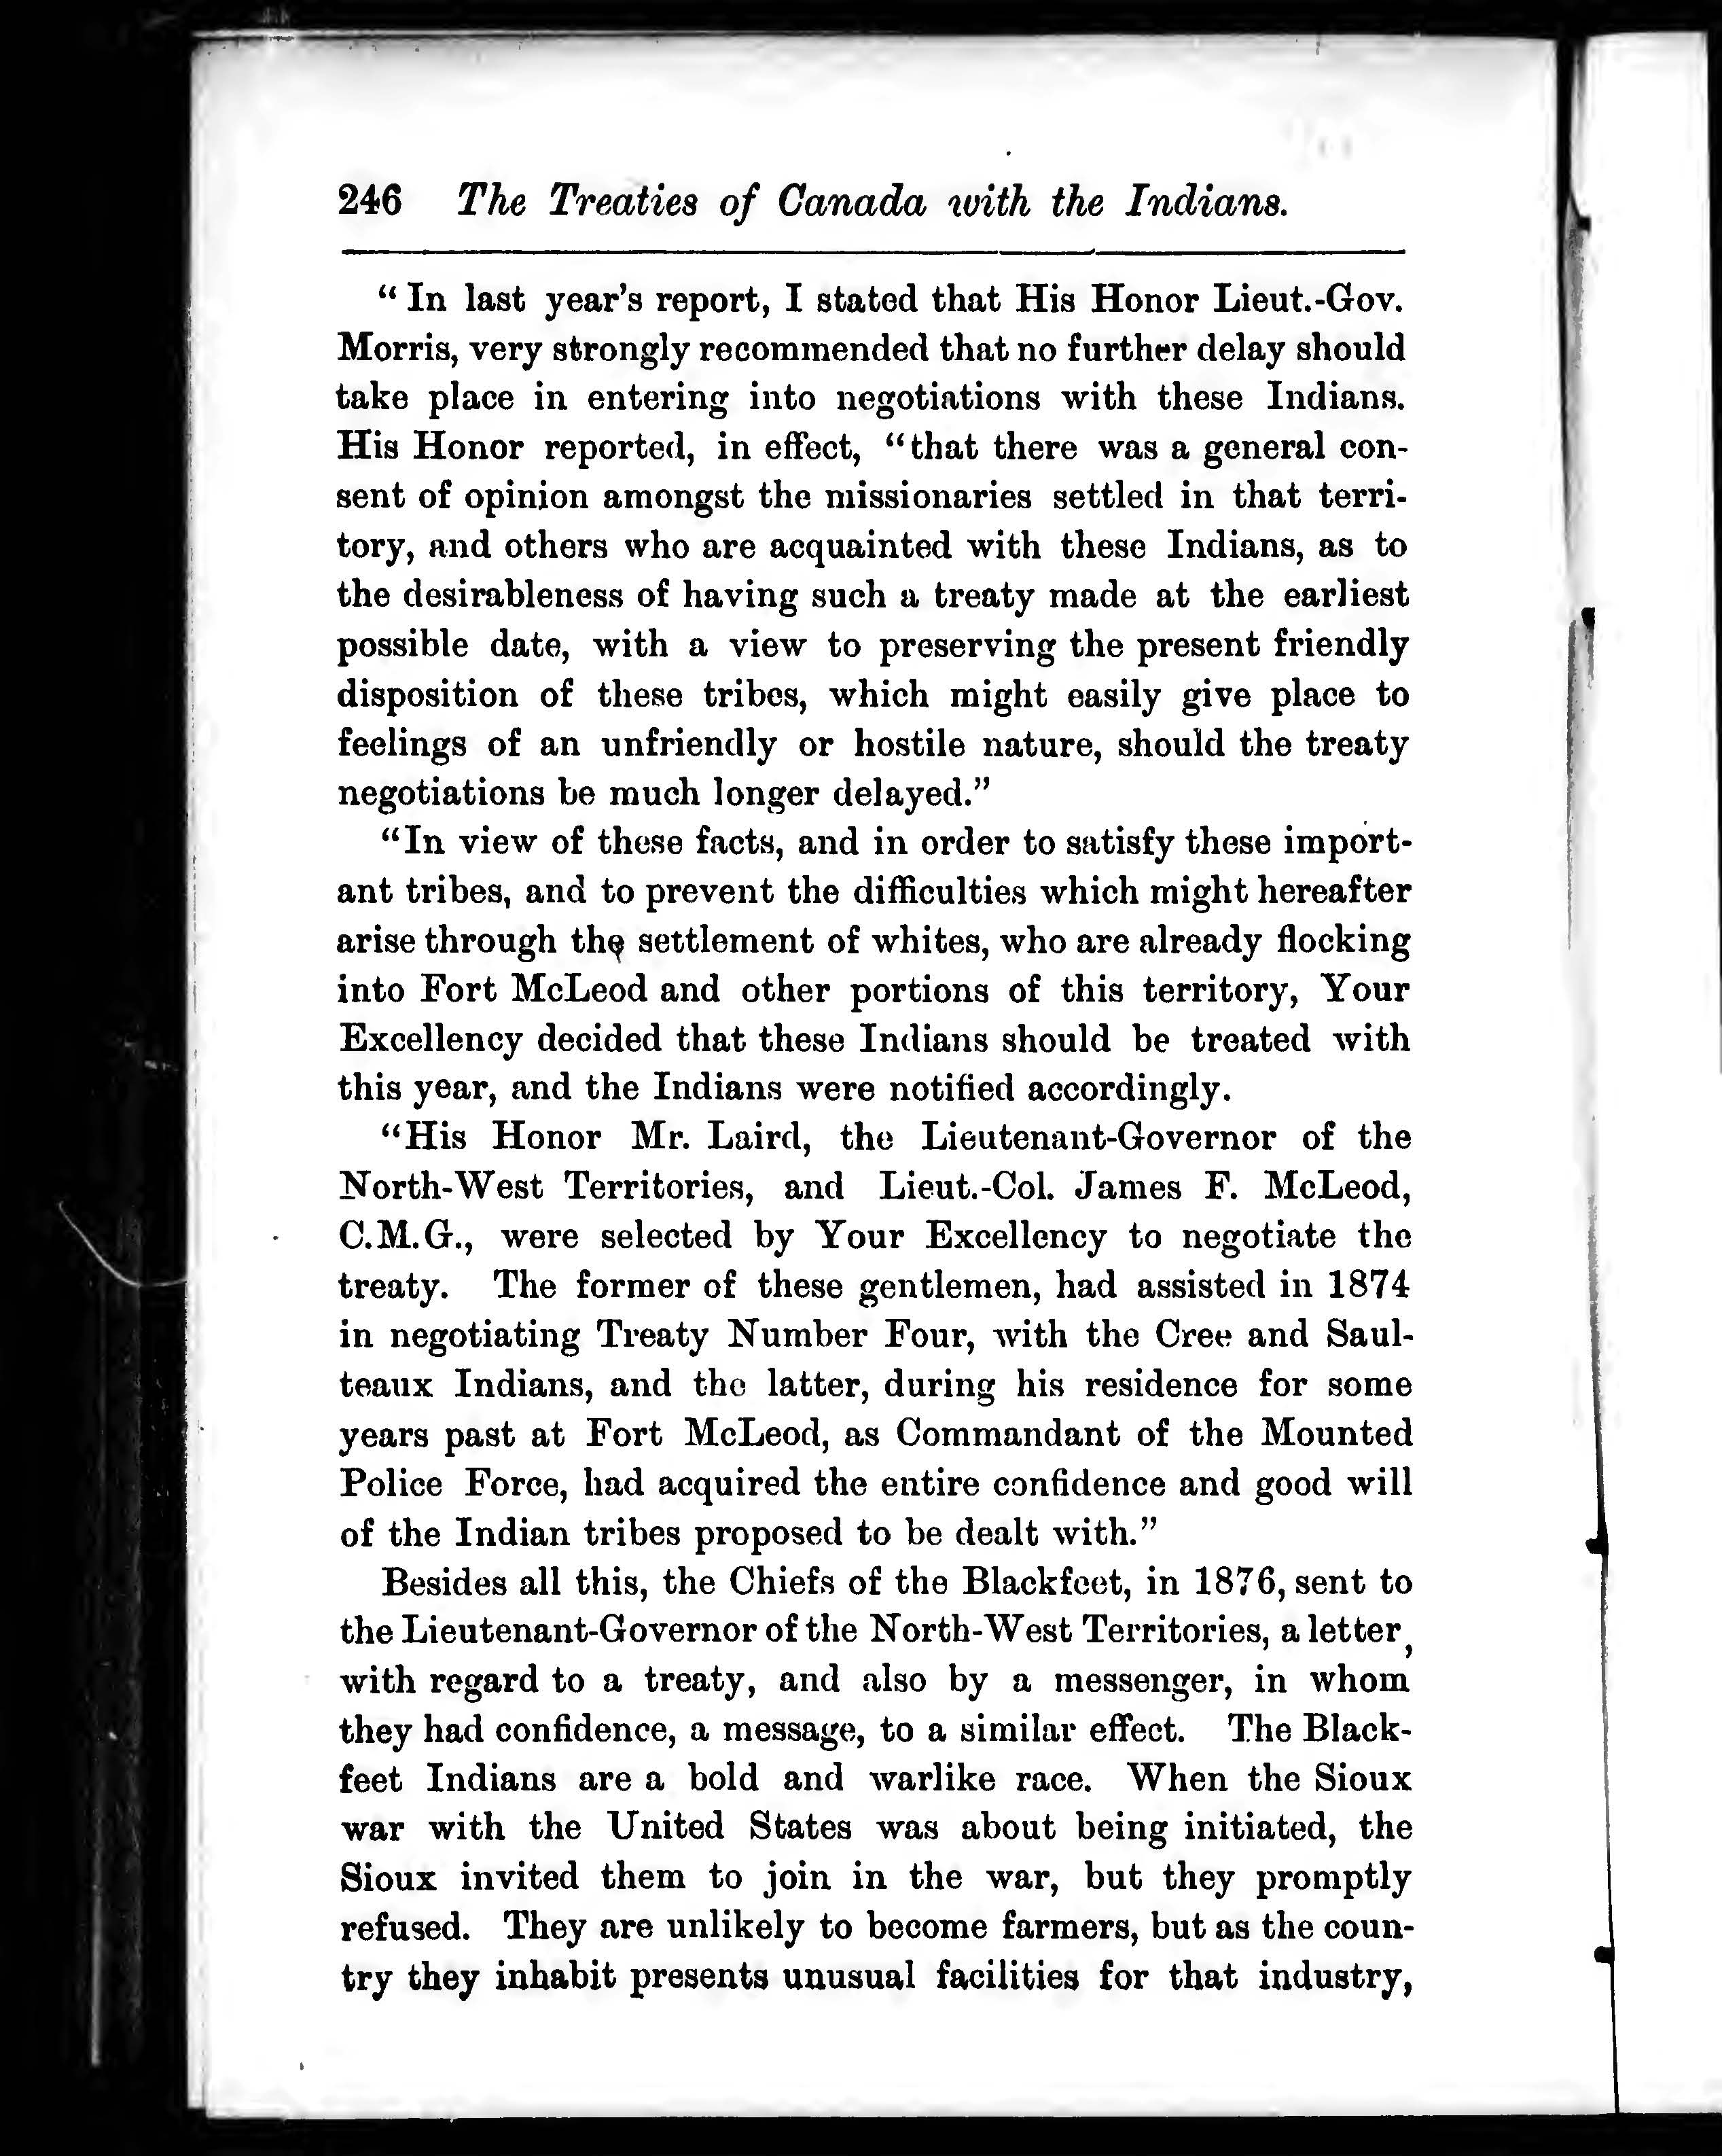 246 The Treaties of Canada with the Indians.
“ In last year’s report, I stated that His Honor Lieut.-Gov.
Morris, very strongly recommended that no further delay should
take place in entering into negotiations with these Indians.
His Honor reported, in effect, “that there was a general con-
sent of opinion amongst the missionaries settled in that terri-
tory, and others who are acquainted with these Indians, as to
the desirableness of having such a treaty made at the earliest
possible date, with a view to preserving the present friendly
disposition of these tribes, which might easily give place to
feelings of an unfriendly or hostile nature, should the treaty
negotiations be much longer delayed.”
“In view of these facts, and in order to satisfy these import-
ant tribes, and to prevent the difficulties which might hereafter
arise through the settlement of whites, who are already flocking
into Fort McLeod and other portions of this territory, Your
Excellency decided that these Indians should be treated with
this year, and the Indians were notified accordingly.
“His Honor Mr. Laird, the Lieutenant-Governor of the
North-West Territories, and Lieut.-Col. James F. McLeod,
C.M.G., were selected by Your Excellency to negotiate the
treaty. The former of these gentlemen, had assisted in 1874
in negotiating Treaty Number Four, with the Cree and Saul-
teaux Indians, and the latter, during his residence for some
years past at Fort McLeod, as Commandant of the Mounted
Police Force, had acquired the entire confidence and good will
of the Indian tribes proposed to be dealt with.”
Besides all this, the Chiefs of the Blackfeet, in 1876, sent to
the Lieutenant-Governor of the North-West Territories, a letter,
with regard to a treaty, and also by a messenger, in whom
they had confidence, a message, to a similar effect. The Black-
feet Indians are a bold and warlike race. When the Sioux
war with the United States was about being initiated, the
Sioux invited them to join in the war, but they promptly
refused. They are unlikely to become farmers, but as the coun-
try they inhabit presents unusual facilities for that industry,